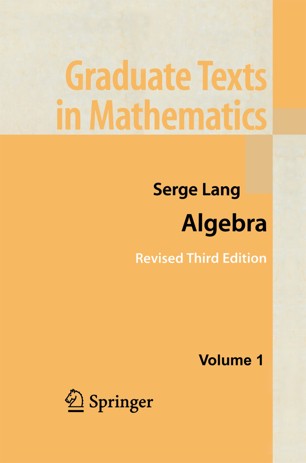 Graduate Texts
in Mathematics
Serge Lang
Algebra
Revised Third Edition
Volume 1
Springer